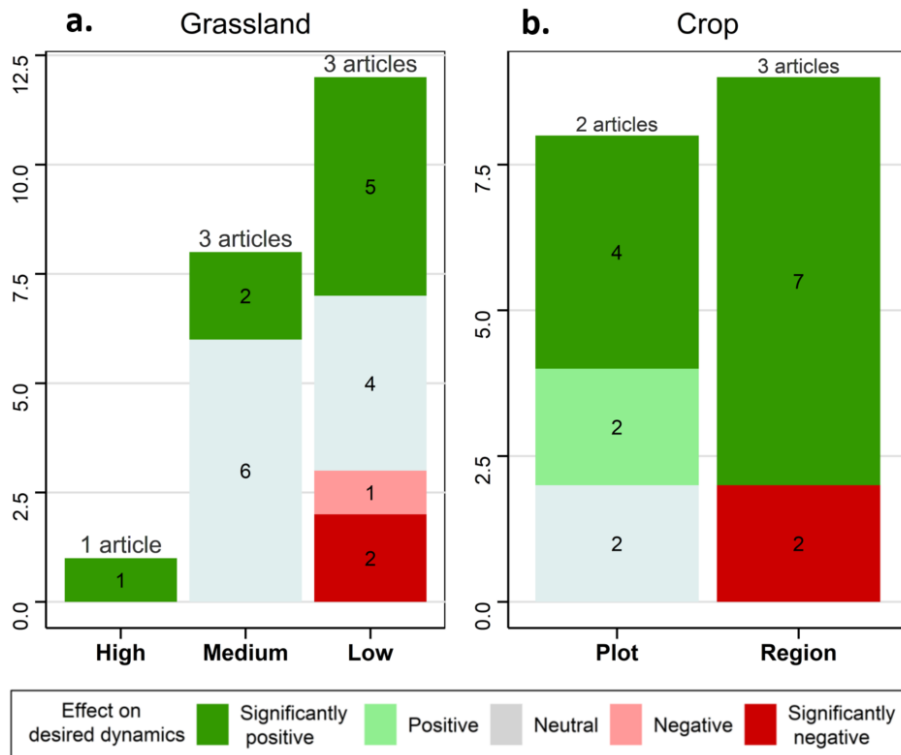 a. Grassland
12.5
10.0
7.5
5.0
2.5
0.0
1 article
1
3 articles
2
6
3 articles
5
4
1
2
High Medium Low
b. Crop
7.5
5.0
2.5
0.0
2 articles
4
2
2
3 articles
7
2
Plot Region
Effect on
desired dynamics
Significantly
positive
Positive
Neutral
Negative
Significantly
negative